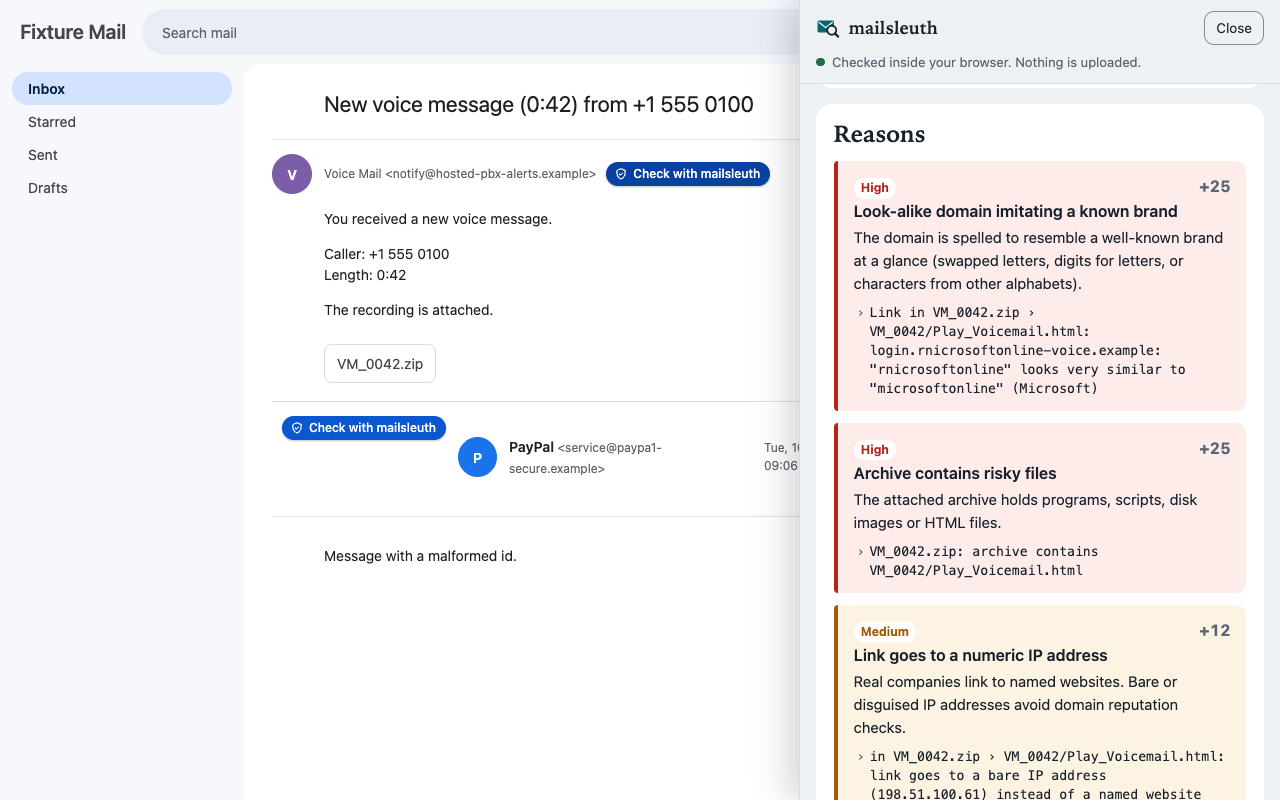 Fixture Mail
Search mail
Inbox
Starred
Sent
Drafts
New voice message (0:42) from +1 555 0100
V
Voice Mail <notify@hosted-pbx-alerts.example>
Check with mailsleuth
You received a new voice message.
Caller: +1 555 0100
Length: 0:42
The recording is attached.
VM_0042.zip
Check with mailsleuth
P
PayPal <service@paypa1-
secure.example>
Tue, 10
09:06
Message with a malformed id.
mailsleuth
Close
Checked inside your browser. Nothing is uploaded.
Reasons
High
+25
Look-alike domain imitating a known brand
The domain is spelled to resemble a well-known brand
at a glance (swapped letters, digits for letters, or
characters from other alphabets).
› Link in VM_0042.zip ›
VM_0042/Play_Voicemail.html:
login.rnicrosoftonline-voice.example:
"rnicrosoftonline" looks very similar to
"microsoftonline" (Microsoft)
High
+25
Archive contains risky files
The attached archive holds programs, scripts, disk
images or HTML files.
› VM_0042.zip: archive contains
VM_0042/Play_Voicemail.html
Medium
+12
Link goes to a numeric IP address
Real companies link to named websites. Bare or
disguised IP addresses avoid domain reputation
checks.
› in VM_0042.zip › VM_0042/Play_Voicemail.html:
link goes to a bare IP address
(198.51.100.61) instead of a named website